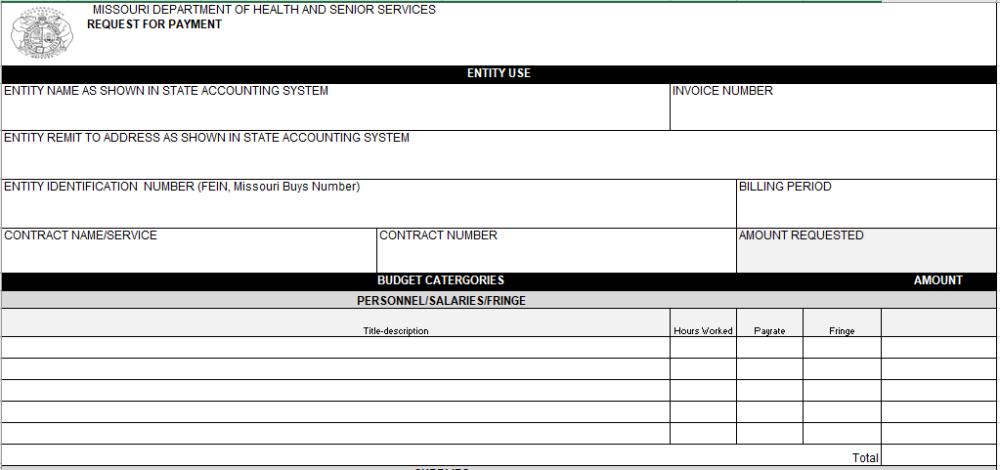 MISSOURI DEPARTMENT OF HEALTH AND SENIOR SERVICES
REQUEST FOR PAYMENT
ENTITY USE
ENTITY NAME AS SHOWN IN STATE ACCOUNTING SYSTEM INVOICE NUMBER
ENTITY REMIT TO ADDRESS AS SHOWN IN STATE ACCOUNTING SYSTEM
ENTITY IDENTIFICATION NUMBER (FEIN, Missouri Buys Number) BILLING PERIOD
CONTRACT NAME/SERVICE CONTRACT NUMBER AMOUNT REQUESTED
BUDGET CATERGORIES AMOUNT
PERSONNEL/SALARIES/FRINGE
Title-description Hours Worked Payrate Fringe
Total